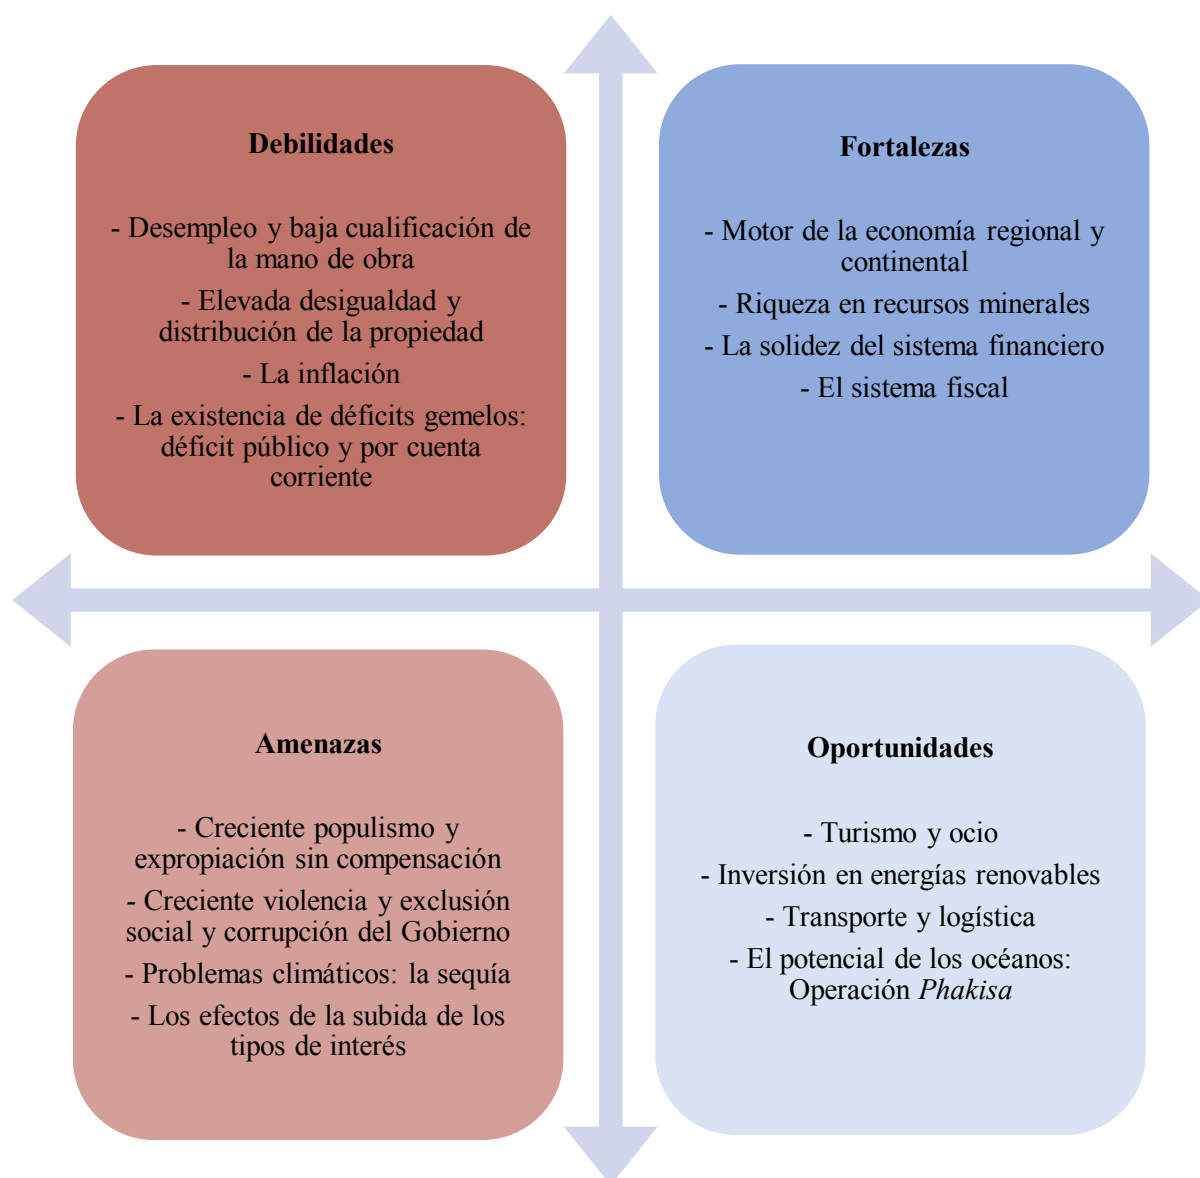 Debilidades
- Desempleo y baja cualificación de
la mano de obra
- Elevada desigualdad y
distribución de la propiedad
- La inflación
- La existencia de déficits gemelos:
déficit público y por cuenta
corriente
Fortalezas
- Motor de la economía regional y
continental
- Riqueza en recursos minerales
- La solidez del sistema financiero
- El sistema fiscal
Amenazas
- Creciente populismo y
expropiación sin compensación
- Creciente violencia y exclusión
social y corrupción del Gobierno
- Problemas climáticos: la sequía
- Los efectos de la subida de los
tipos de interés
Oportunidades
- Turismo y ocio
- Inversión en energías renovables
- Transporte y logística
- El potencial de los océanos:
Operación Phakisa